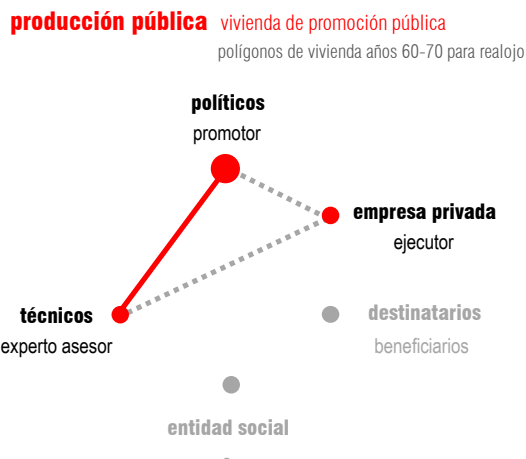 producción pública vivienda de promoción pública
polígonos de vivienda años 60-70 para realojo
políticos
promotor
empresa privada
ejecutor
técnicos
experto asesor
destinatarios
beneficiarios
entidad social